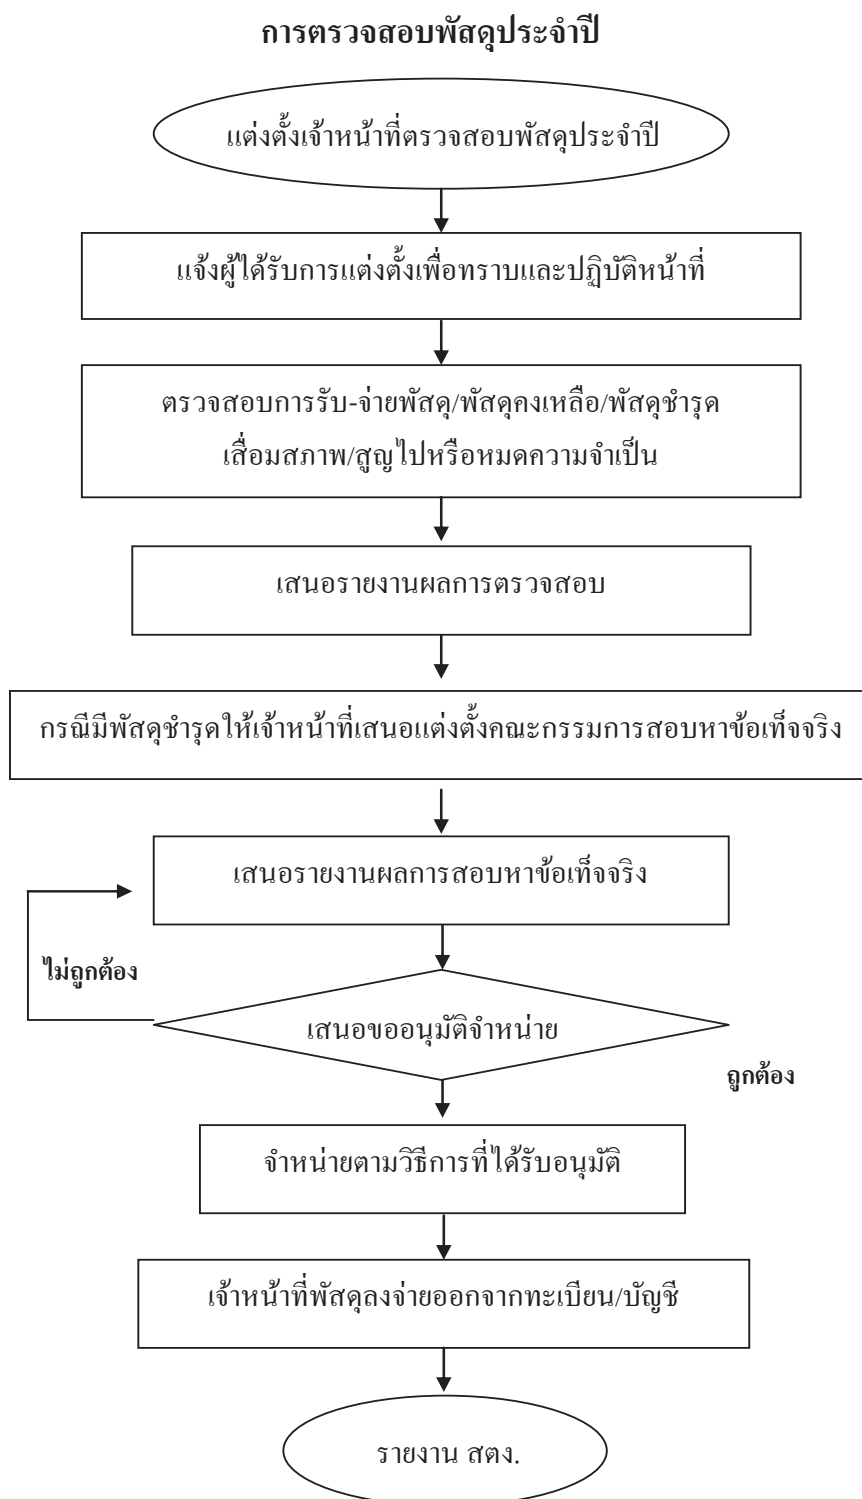 การตรวจสอบพัสดุประจำปี
แต่งตั้งเจ้าหน้าที่ตรวจสอบพัสดุประจำปี
แจ้งผู้ได้รับการแต่งตั้งเพื่อทราบและปฏิบัติหน้าที่
ตรวจสอบการรับ-จ่ายพัสดุ/พัสดุคงเหลือ/พัสดุชำรุด
เสื่อมสภาพ/สูญไปหรือหมดความจำเป็น
เสนอรายงานผลการตรวจสอบ
กรณีมีพัสดุชำรุดให้เจ้าหน้าที่เสนอแต่งตั้งคณะกรรมการสอบหาข้อเท็จจริง
เสนอรายงานผลการสอบหาข้อเท็จจริง
ไม่ถูกต้อง
เสนอขออนุมัติจำหน่าย
ถูกต้อง
จำหน่ายตามวิธีการที่ได้รับอนุมัติ
เจ้าหน้าที่พัสดุลงจ่ายออกจากทะเบียน/บัญชี
รายงาน สตง.